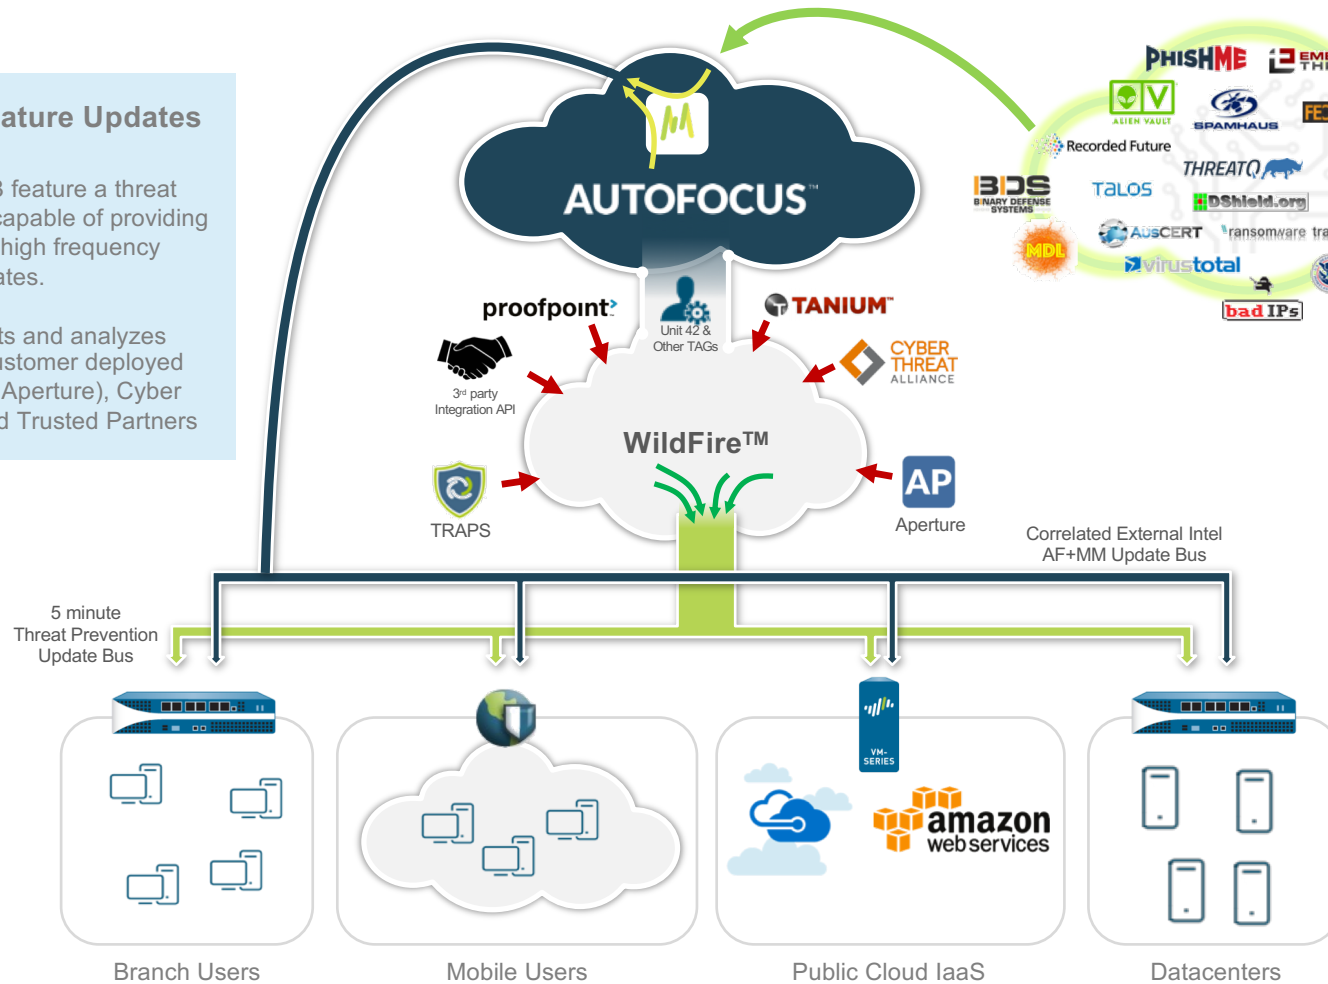 ature Updates
feature a threat
capable of providing
high frequency
ates.
ts and analyzes
ustomer deployed
Aperture), Cyber
d Trusted Partners
AUTOFOCUS™
PHISHME
ALIEN VAULT
SPAMHAUS
Recorded Future
THREATQ
BDS
BINARY DEFENSE
SYSTEMS
TALOS
DShield.org
AUSCERT
ransomware tra
MDL
virustotal
bad IPs
proofpoint
Unit 42 &
Other TAGs
TANIUM™
3rd party
Integration API
CYBER
THREAT
ALLIANCE
WildFire™
TRAPS
AP
Aperture
Correlated External Intel
AF+MM Update Bus
5 minute
Threat Prevention
Update Bus
VM-
SERIES
amazon
webservices
Branch Users
Mobile Users
Public Cloud IaaS
Datacenters